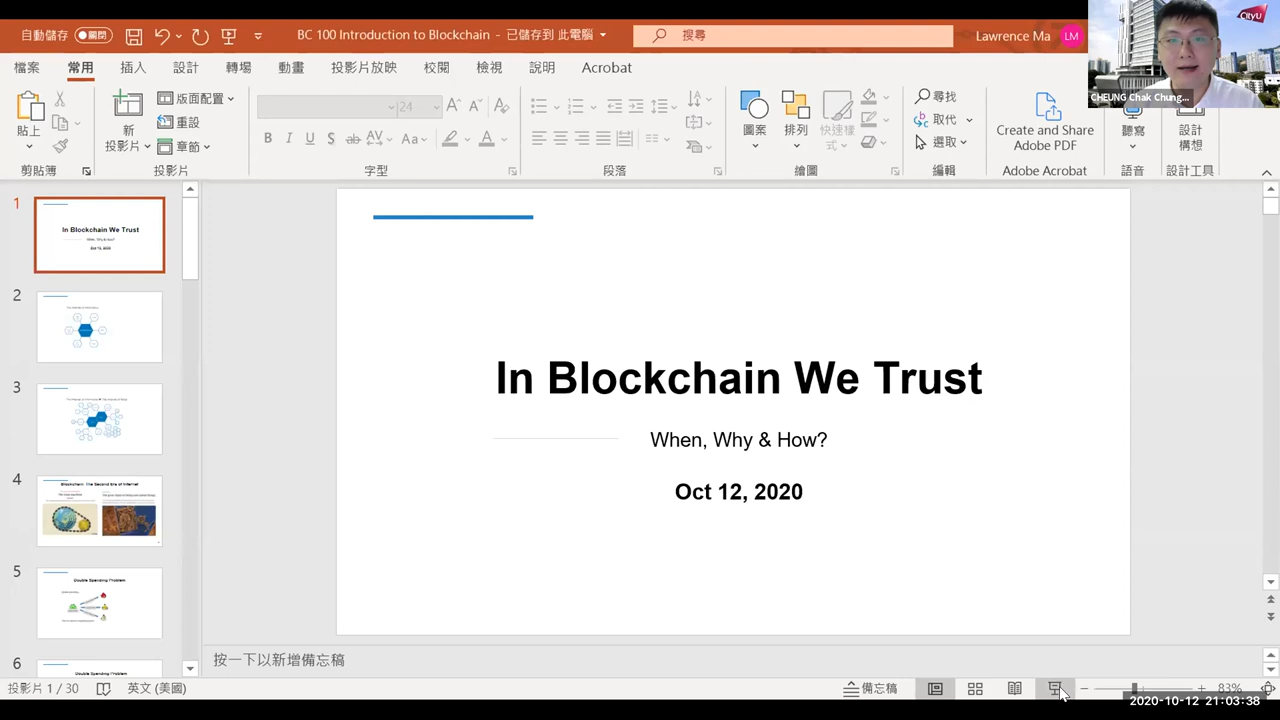 自動儲存 關閉 BC 100 Introduction to Blockchain - 已儲存到 此電腦 搜尋 Lawrence Ma LM
CityU
CHEUNG Chak Chung...
檔案 常用 插入 設計 轉場 動畫 投影片放映 校閱 檢視 說明 Acrobat
貼上
新投影片
版面配置
重設
章節
B I U S ab AV Aa A
A A A
圖案
排列
快速樣式
尋找
取代
選取
Create and Share
Adobe PDF
聽寫
設計
構想
剪貼簿 投影片 字型 段落 繪圖 編輯 Adobe Acrobat 語音 設計工具
1
In Blockchain We Trust
When, Why & How?
Oct 12, 2020
2
3
4
Blockchain: The Second Era of Internet
5
Double Spending Problem
6
Double Spending Problem
In Blockchain We Trust
When, Why & How?
Oct 12, 2020
按一下以新增備忘稿
投影片 1 / 30 英文 (美國) 備忘稿 83%
2020-10-12 21:03:38